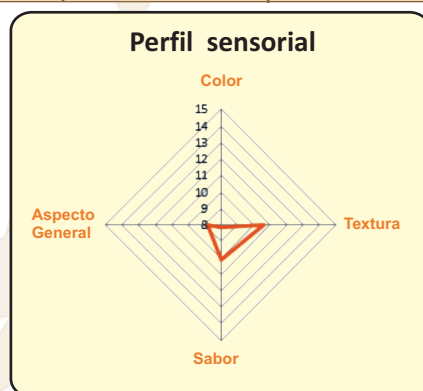 Perfil sensorial
Color
15
14
13
12
11
10
9
8
Aspecto
General
Textura
Sabor